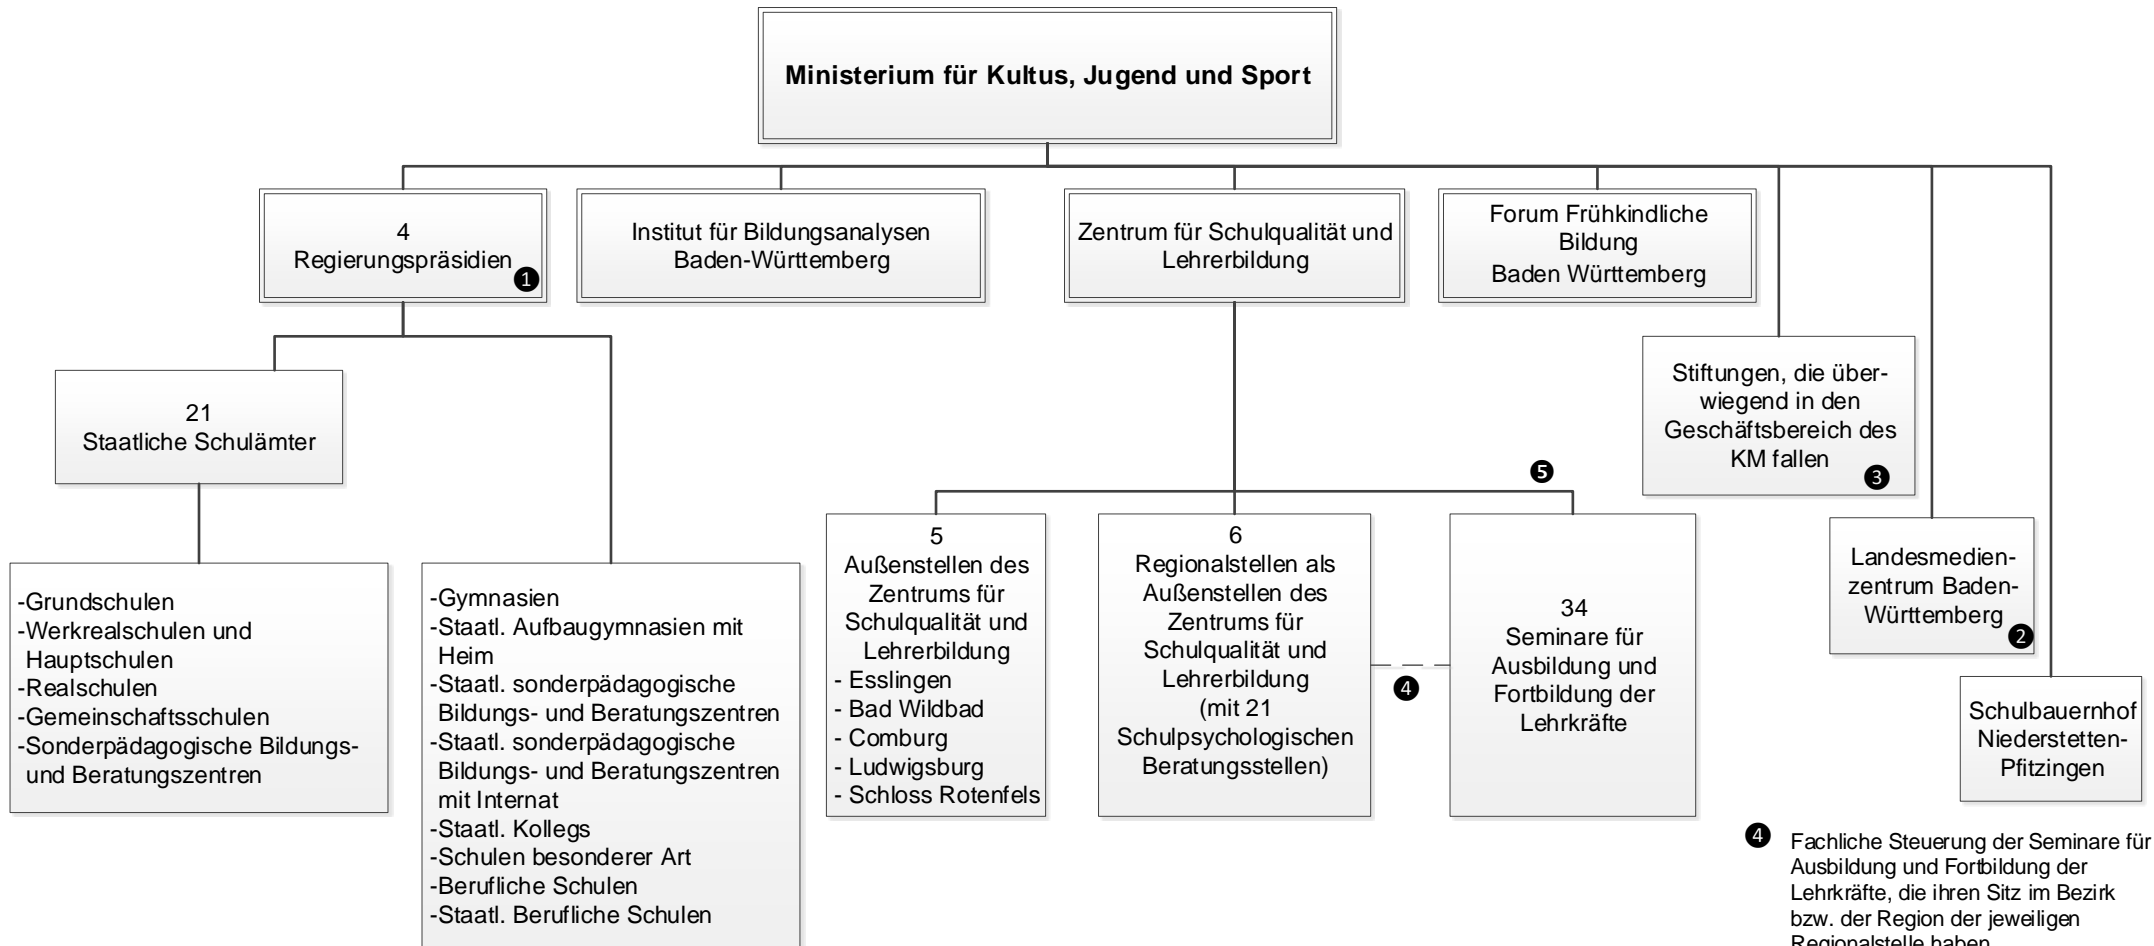 Ministerium für Kultus, Jugend und Sport
4
Regierungspräsidien
❶
Institut für Bildungsanalysen
Baden-Württemberg
Zentrum für Schulqualität und
Lehrerbildung
Forum Frühkindliche
Bildung
Baden Württemberg
21
Staatliche Schulämter
Stiftungen, die über-
wiegend in den
Geschäftsbereich des
KM fallen
❸
❺
-Grundschulen
-Werkrealschulen und
Hauptschulen
-Realschulen
-Gemeinschaftsschulen
-Sonderpädagogische Bildungs-
und Beratungszentren
-Gymnasien
-Staatl. Aufbaugymnasien mit
Heim
-Staatl. sonderpädagogische
Bildungs- und Beratungszentren
-Staatl. sonderpädagogische
Bildungs- und Beratungszentren
mit Internat
-Staatl. Kollegs
-Schulen besonderer Art
-Berufliche Schulen
-Staatl. Berufliche Schulen
5
Außenstellen des
Zentrums für
Schulqualität und
Lehrerbildung
- Esslingen
- Bad Wildbad
- Comburg
- Ludwigsburg
- Schloss Rotenfels
6
Regionalstellen als
Außenstellen des
Zentrums für
Schulqualität und
Lehrerbildung
(mit 21
Schulpsychologischen
Beratungsstellen)
❹
34
Seminare für
Ausbildung und
Fortbildung der
Lehrkräfte
Landesmedien-
zentrum Baden-
Württemberg
❷
Schulbauernhof
Niederstetten-
Pfitzingen
❹ Fachliche Steuerung der Seminare für
Ausbildung und Fortbildung der
Lehrkräfte, die ihren Sitz im Bezirk
bzw. der Region der jeweiligen
Regionalstelle haben